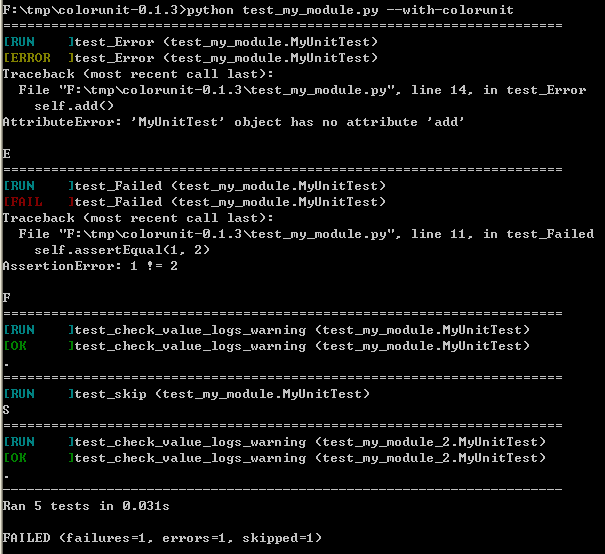 F:\tmp\colorunit-0.1.3>python test_my_module.py --with-colorunit
======================================================================
[RUN    ]test_Error (test_my_module.MyUnitTest)
[ERROR  ]test_Error (test_my_module.MyUnitTest)
Traceback (most recent call last):
  File "F:\tmp\colorunit-0.1.3\test_my_module.py", line 14, in test_Error
    self.add()
AttributeError: 'MyUnitTest' object has no attribute 'add'
E
======================================================================
[RUN    ]test_Failed (test_my_module.MyUnitTest)
[FAIL   ]test_Failed (test_my_module.MyUnitTest)
Traceback (most recent call last):
  File "F:\tmp\colorunit-0.1.3\test_my_module.py", line 11, in test_Failed
    self.assertEqual(1, 2)
AssertionError: 1 != 2
F
======================================================================
[RUN    ]test_check_value_logs_warning (test_my_module.MyUnitTest)
[OK     ]test_check_value_logs_warning (test_my_module.MyUnitTest)
.
======================================================================
[RUN    ]test_skip (test_my_module.MyUnitTest)
S
======================================================================
[RUN    ]test_check_value_logs_warning (test_my_module_2.MyUnitTest)
[OK     ]test_check_value_logs_warning (test_my_module_2.MyUnitTest)
.
----------------------------------------------------------------------
Ran 5 tests in 0.031s
FAILED (failures=1, errors=1, skipped=1)